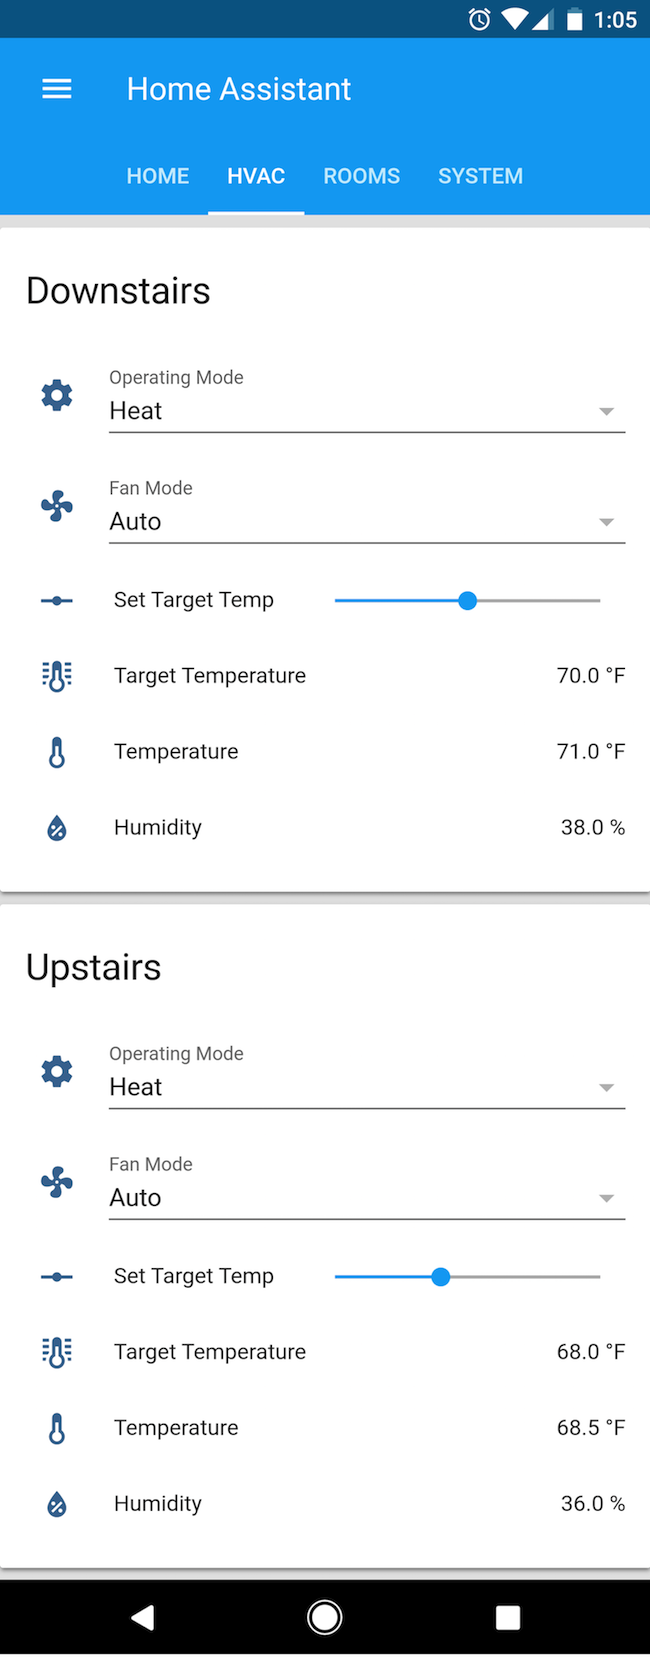 1:05
Home Assistant
HOME HVAC ROOMS SYSTEM
Downstairs
Operating Mode
Heat
Fan Mode
Auto
Set Target Temp
Target Temperature 70.0 °F
Temperature 71.0 °F
Humidity 38.0 %
Upstairs
Operating Mode
Heat
Fan Mode
Auto
Set Target Temp
Target Temperature 68.0 °F
Temperature 68.5 °F
Humidity 36.0 %